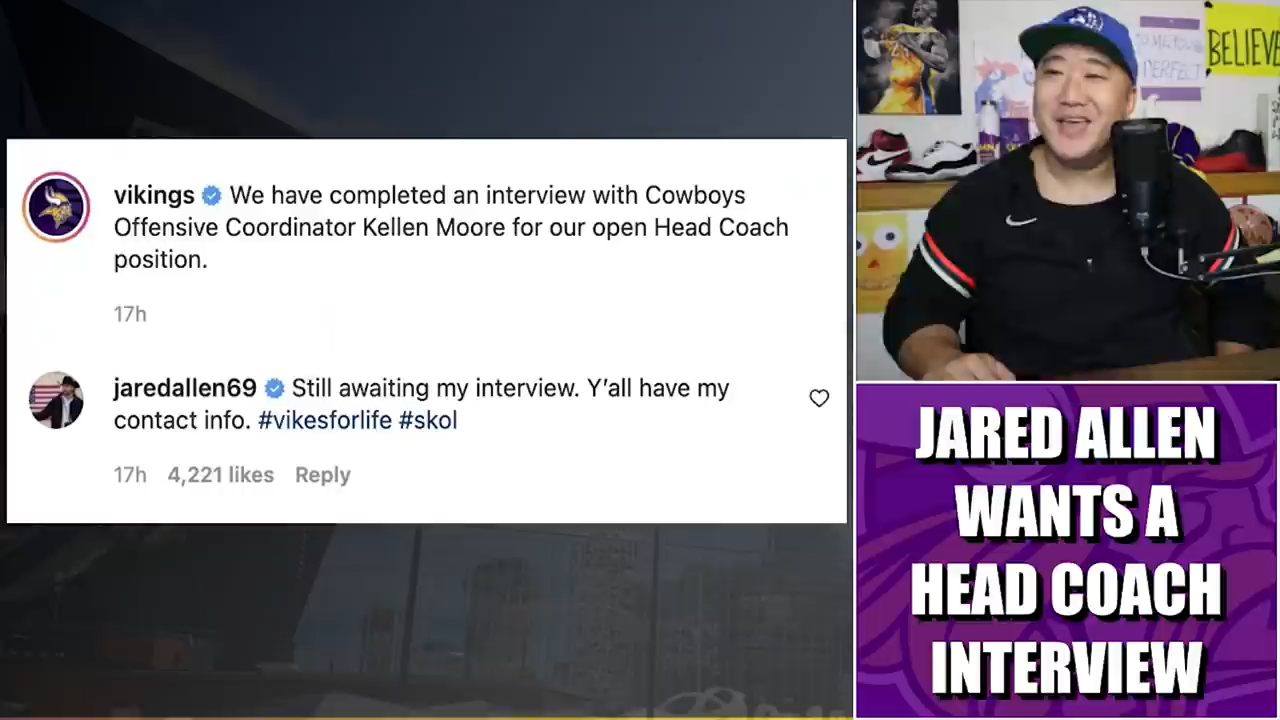 vikings We have completed an interview with Cowboys
Offensive Coordinator Kellen Moore for our open Head Coach
position.
17h
jaredallen69 Still awaiting my interview. Y’all have my
contact info. #vikesforlife #skol
17h 4,221 likes Reply
BELIEVE
PERFECT
JARED ALLEN
WANTS A
HEAD COACH
INTERVIEW